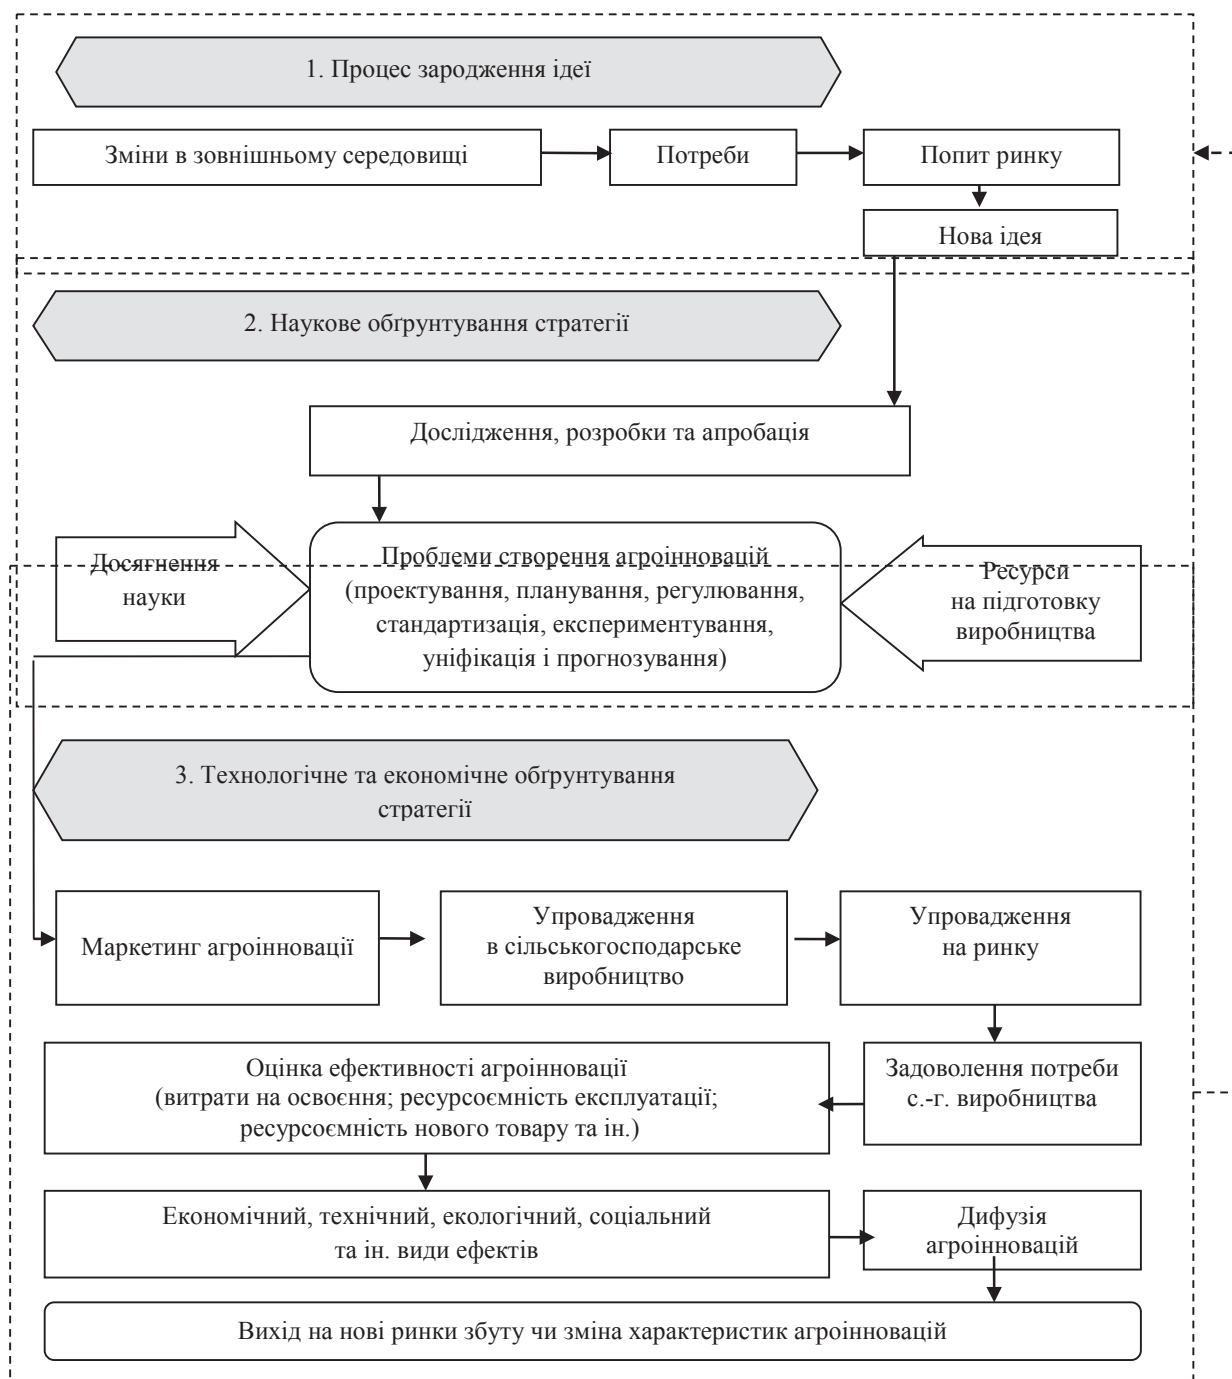 1. Процес зародження ідеї
Зміни в зовнішньому середовищі
Потреби
Попит ринку
Нова ідея
2. Наукове обґрунтування стратегії
Дослідження, розробки та апробація
Досягнення
науки
Проблеми створення агроінновацій
(проектування, планування, регулювання,
стандартизація, експериментування,
уніфікація і прогнозування)
Ресурси
на підготовку
виробництва
3. Технологічне та економічне обґрунтування
стратегії
Маркетинг агроінновації
Упровадження
в сільськогосподарське
виробництво
Упровадження
на ринку
Оцінка ефективності агроінновації
(витрати на освоєння; ресурсоємність експлуатації;
ресурсоємність нового товару та ін.)
Задоволення потреби
с.-г. виробництва
Економічний, технічний, екологічний, соціальний
та ін. види ефектів
Дифузія
агроінновацій
Вихід на нові ринки збуту чи зміна характеристик агроінновацій